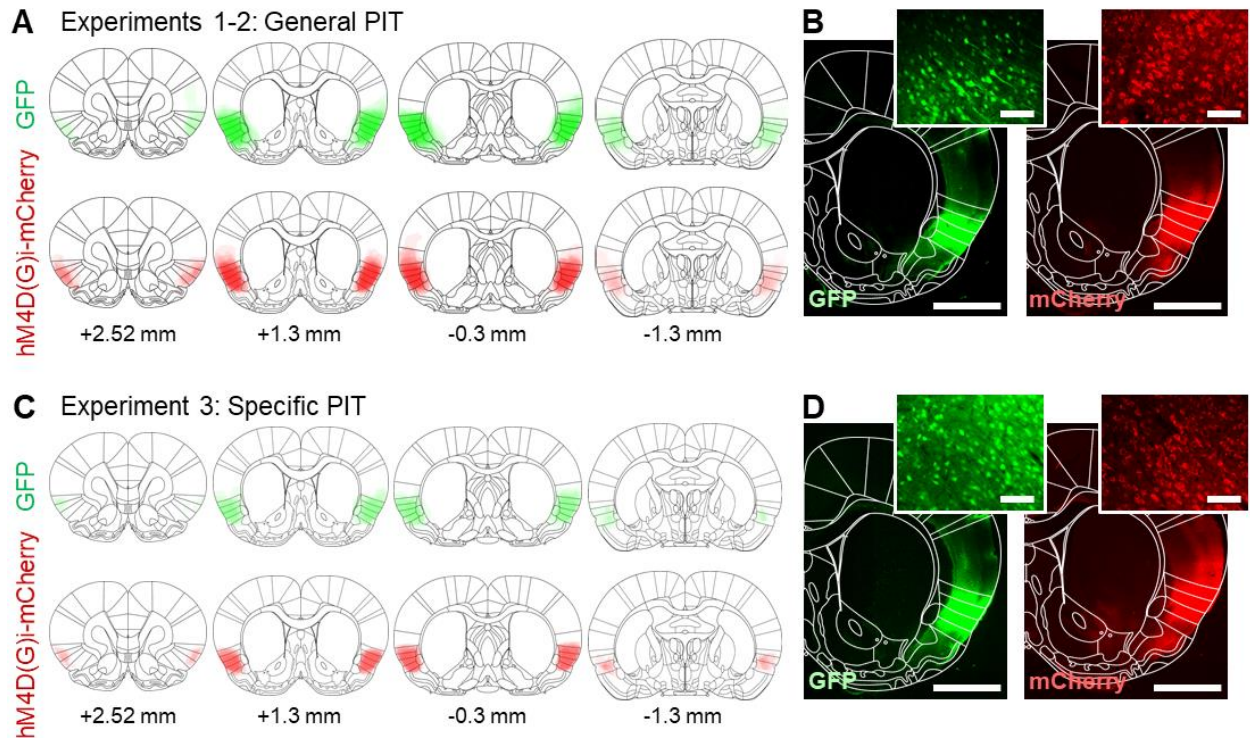 A Experiments 1-2: General PIT
GFP
hM4D(G)i-mCherry
+2.52 mm +1.3 mm -0.3 mm -1.3 mm
B
GFP mCherry
C Experiment 3: Specific PIT
GFP
hM4D(G)i-mCherry
+2.52 mm +1.3 mm -0.3 mm -1.3 mm
D
GFP mCherry